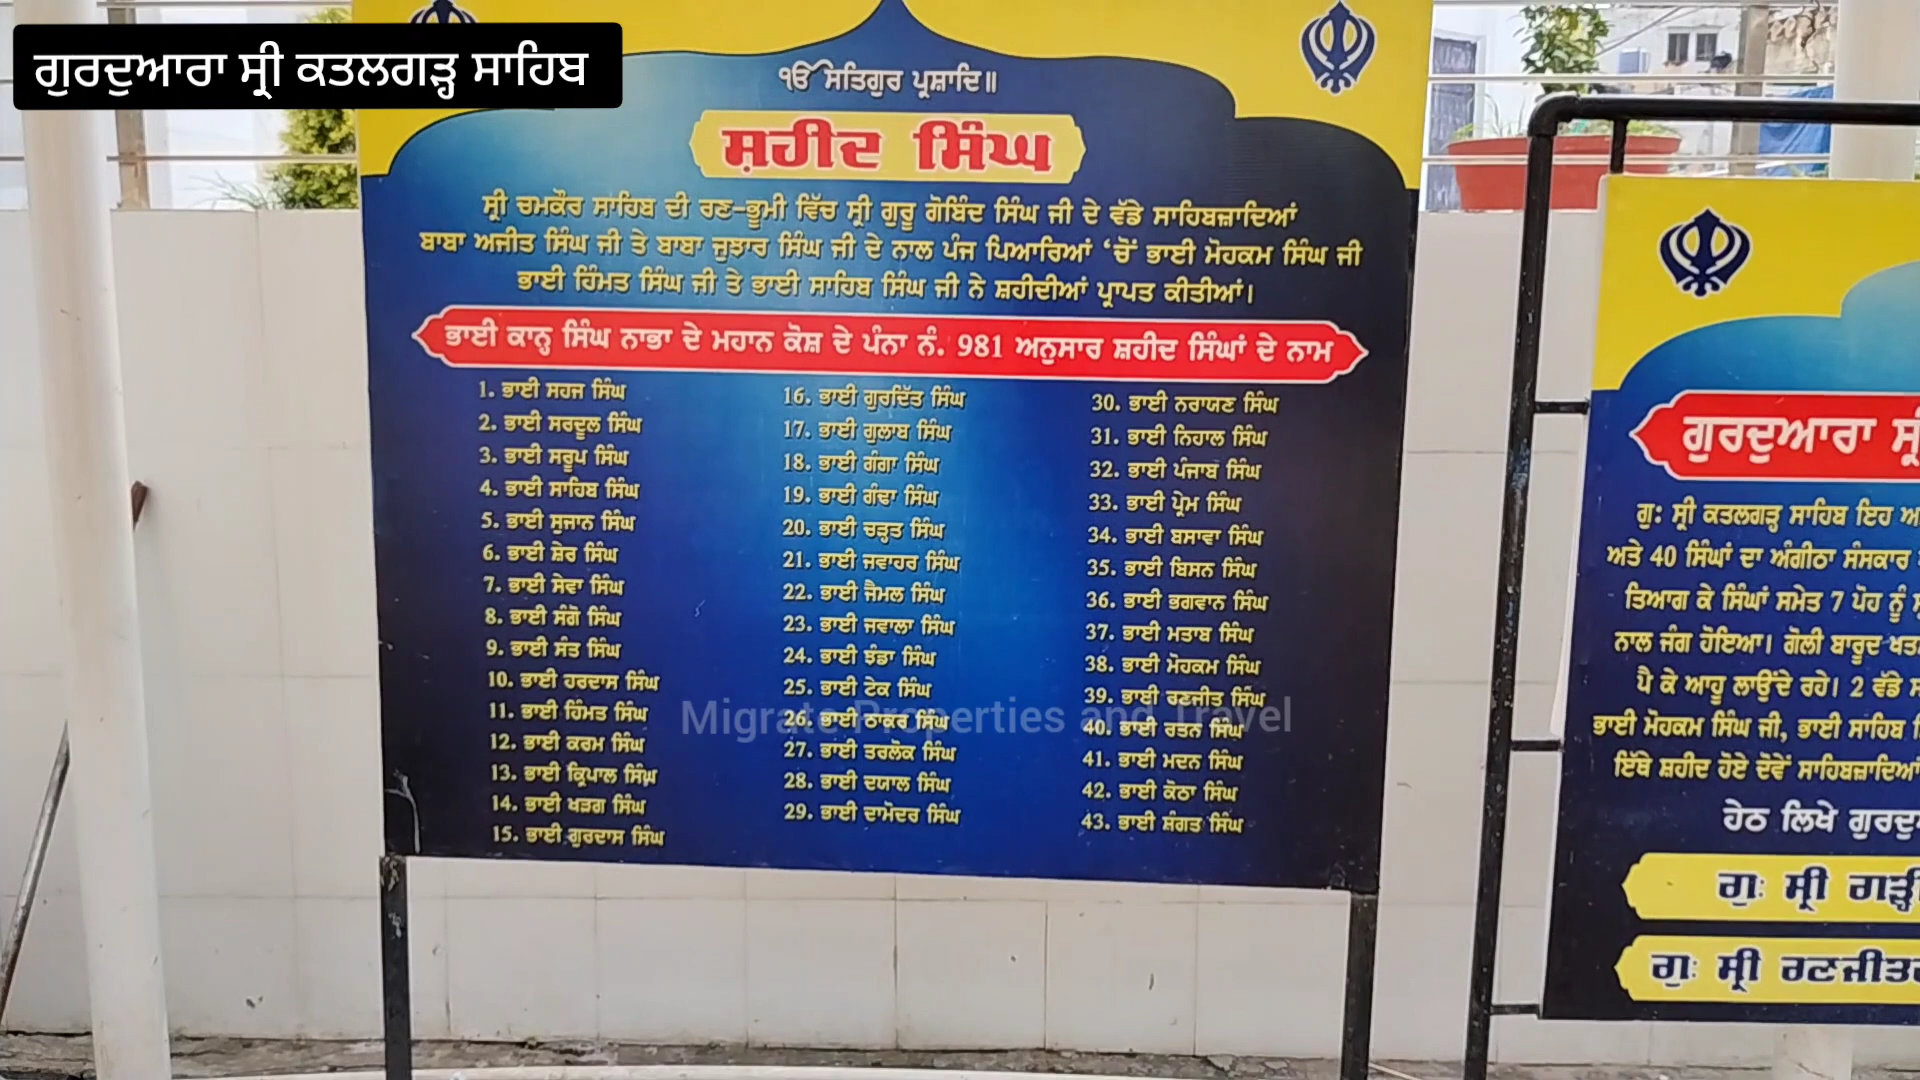 ਗੁਰਦੁਆਰਾ ਸ੍ਰੀ ਕਤਲਗੜ੍ਹ ਸਾਹਿਬ
ੴ ਸਤਿਗੁਰ ਪ੍ਰਸ਼ਾਦਿ॥
ਸ਼ਹੀਦ ਸਿੰਘ
ਸ੍ਰੀ ਚਮਕੌਰ ਸਾਹਿਬ ਦੀ ਰਣ-ਭੂਮੀ ਵਿੱਚ ਸ੍ਰੀ ਗੁਰੂ ਗੋਬਿੰਦ ਸਿੰਘ ਜੀ ਦੇ ਵੱਡੇ ਸਾਹਿਬਜ਼ਾਦਿਆਂ
ਬਾਬਾ ਅਜੀਤ ਸਿੰਘ ਜੀ ਤੇ ਬਾਬਾ ਜੁਝਾਰ ਸਿੰਘ ਜੀ ਦੇ ਨਾਲ ਪੰਜ ਪਿਆਰਿਆਂ ‘ਚੋਂ ਭਾਈ ਮੋਹਕਮ ਸਿੰਘ ਜੀ
ਭਾਈ ਹਿੰਮਤ ਸਿੰਘ ਜੀ ਤੇ ਭਾਈ ਸਾਹਿਬ ਸਿੰਘ ਜੀ ਨੇ ਸ਼ਹੀਦੀਆਂ ਪ੍ਰਾਪਤ ਕੀਤੀਆਂ।
ਭਾਈ ਕਾਨ੍ਹ ਸਿੰਘ ਨਾਭਾ ਦੇ ਮਹਾਨ ਕੋਸ਼ ਦੇ ਪੰਨਾ ਨੰ. 981 ਅਨੁਸਾਰ ਸ਼ਹੀਦ ਸਿੰਘਾਂ ਦੇ ਨਾਮ
1. ਭਾਈ ਸਹਜ ਸਿੰਘ
2. ਭਾਈ ਸਰਦੂਲ ਸਿੰਘ
3. ਭਾਈ ਸਰੂਪ ਸਿੰਘ
4. ਭਾਈ ਸਾਹਿਬ ਸਿੰਘ
5. ਭਾਈ ਸੁਜਾਨ ਸਿੰਘ
6. ਭਾਈ ਸ਼ੇਰ ਸਿੰਘ
7. ਭਾਈ ਸੇਵਾ ਸਿੰਘ
8. ਭਾਈ ਸੰਗੋ ਸਿੰਘ
9. ਭਾਈ ਸੰਤ ਸਿੰਘ
10. ਭਾਈ ਹਰਦਾਸ ਸਿੰਘ
11. ਭਾਈ ਹਿੰਮਤ ਸਿੰਘ
12. ਭਾਈ ਕਰਮ ਸਿੰਘ
13. ਭਾਈ ਕ੍ਰਿਪਾਲ ਸਿੰਘ
14. ਭਾਈ ਖੜਗ ਸਿੰਘ
15. ਭਾਈ ਗੁਰਦਾਸ ਸਿੰਘ
16. ਭਾਈ ਗੁਰਦਿੱਤ ਸਿੰਘ
17. ਭਾਈ ਗੁਲਾਬ ਸਿੰਘ
18. ਭਾਈ ਗੰਗਾ ਸਿੰਘ
19. ਭਾਈ ਗੰਢਾ ਸਿੰਘ
20. ਭਾਈ ਚੜ੍ਹਤ ਸਿੰਘ
21. ਭਾਈ ਜਵਾਹਰ ਸਿੰਘ
22. ਭਾਈ ਜੈਮਲ ਸਿੰਘ
23. ਭਾਈ ਜਵਾਲਾ ਸਿੰਘ
24. ਭਾਈ ਝੰਡਾ ਸਿੰਘ
25. ਭਾਈ ਟੇਕ ਸਿੰਘ
26. ਭਾਈ ਠਾਕਰ ਸਿੰਘ
27. ਭਾਈ ਤਰਲੋਕ ਸਿੰਘ
28. ਭਾਈ ਦਯਾਲ ਸਿੰਘ
29. ਭਾਈ ਦਾਮੋਦਰ ਸਿੰਘ
30. ਭਾਈ ਨਰਾਯਣ ਸਿੰਘ
31. ਭਾਈ ਨਿਹਾਲ ਸਿੰਘ
32. ਭਾਈ ਪੰਜਾਬ ਸਿੰਘ
33. ਭਾਈ ਪ੍ਰੇਮ ਸਿੰਘ
34. ਭਾਈ ਬਸਾਵਾ ਸਿੰਘ
35. ਭਾਈ ਬਿਸਨ ਸਿੰਘ
36. ਭਾਈ ਭਗਵਾਨ ਸਿੰਘ
37. ਭਾਈ ਮਤਾਬ ਸਿੰਘ
38. ਭਾਈ ਮੋਹਕਮ ਸਿੰਘ
39. ਭਾਈ ਰਣਜੀਤ ਸਿੰਘ
40. ਭਾਈ ਰਤਨ ਸਿੰਘ
41. ਭਾਈ ਮਦਨ ਸਿੰਘ
42. ਭਾਈ ਕੋਠਾ ਸਿੰਘ
43. ਭਾਈ ਸ਼ੰਗਤ ਸਿੰਘ
Migrate Properties and Travel
ਗੁਰਦੁਆਰਾ
ਗੁ: ਸ੍ਰੀ ਕਤਲਗੜ੍ਹ ਸਾਹਿਬ ਇਹ
ਅਤੇ 40 ਸਿੰਘਾਂ ਦਾ ਅੰਗੀਠਾ ਸੰਸਕਾਰ
ਤਿਆਗ ਕੇ ਸਿੰਘਾਂ ਸਮੇਤ 7 ਪੋਹ ਨੂੰ
ਨਾਲ ਜੰਗ ਹੋਇਆ। ਗੋਲੀ ਬਾਰੂਦ
ਪੈ ਕੇ ਆਹੂ ਲਾਉਂਦੇ ਰਹੇ। 2 ਵੱਡੇ
ਭਾਈ ਮੋਹਕਮ ਸਿੰਘ ਜੀ, ਭਾਈ ਸਾਹਿਬ
ਇੱਥੇ ਸ਼ਹੀਦ ਹੋਏ ਦੋਵੇਂ ਸਾਹਿਬਜ਼ਾਦਿਆਂ
ਹੇਠ ਲਿਖੇ
ਗੁ: ਸ੍ਰੀ
ਗੁ: ਸ੍ਰੀ